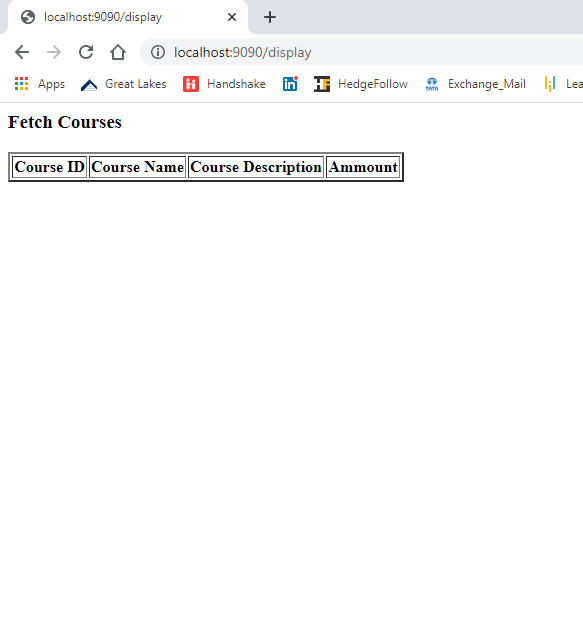 localhost:9090/display
localhost:9090/display
Apps Great Lakes Handshake HedgeFollow TATA Exchange_Mail Lea
Fetch Courses
Course ID Course Name Course Description Ammount